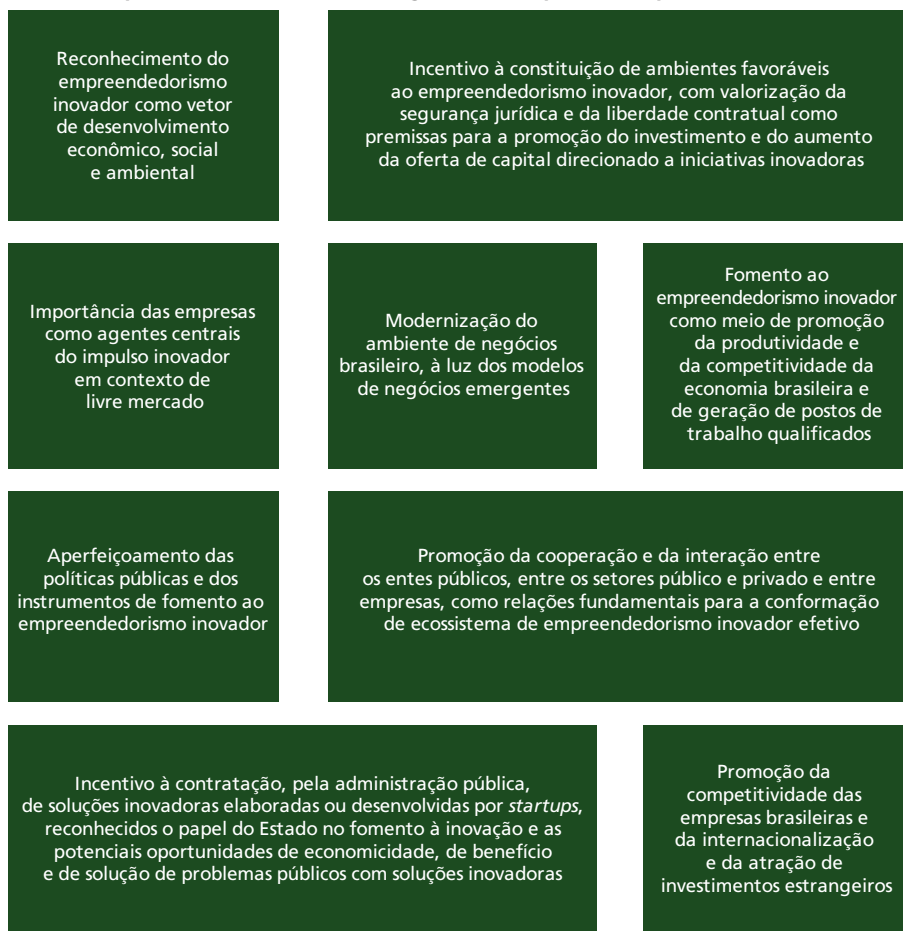 Reconhecimento do
empreendedorismo
inovador como vetor
de desenvolvimento
econômico, social
e ambiental
Incentivo à constituição de ambientes favoráveis
ao empreendedorismo inovador, com valorização da
segurança jurídica e da liberdade contratual como
premissas para a promoção do investimento e do aumento
da oferta de capital direcionado a iniciativas inovadoras
Importância das empresas
como agentes centrais
do impulso inovador
em contexto de
livre mercado
Modernização do
ambiente de negócios
brasileiro, à luz dos modelos
de negócios emergentes
Fomento ao
empreendedorismo inovador
como meio de promoção
da produtividade e
da competitividade da
economia brasileira e
de geração de postos de
trabalho qualificados
Aperfeiçoamento das
políticas públicas e dos
instrumentos de fomento ao
empreendedorismo inovador
Promoção da cooperação e da interação entre
os entes públicos, entre os setores público e privado e entre
empresas, como relações fundamentais para a conformação
de ecossistema de empreendedorismo inovador efetivo
Incentivo à contratação, pela administração pública,
de soluções inovadoras elaboradas ou desenvolvidas por startups,
reconhecidos o papel do Estado no fomento à inovação e as
potenciais oportunidades de economicidade, de benefício
e de solução de problemas públicos com soluções inovadoras
Promoção da
competitividade das
empresas brasileiras e
da internacionalização
e da atração de
investimentos estrangeiros